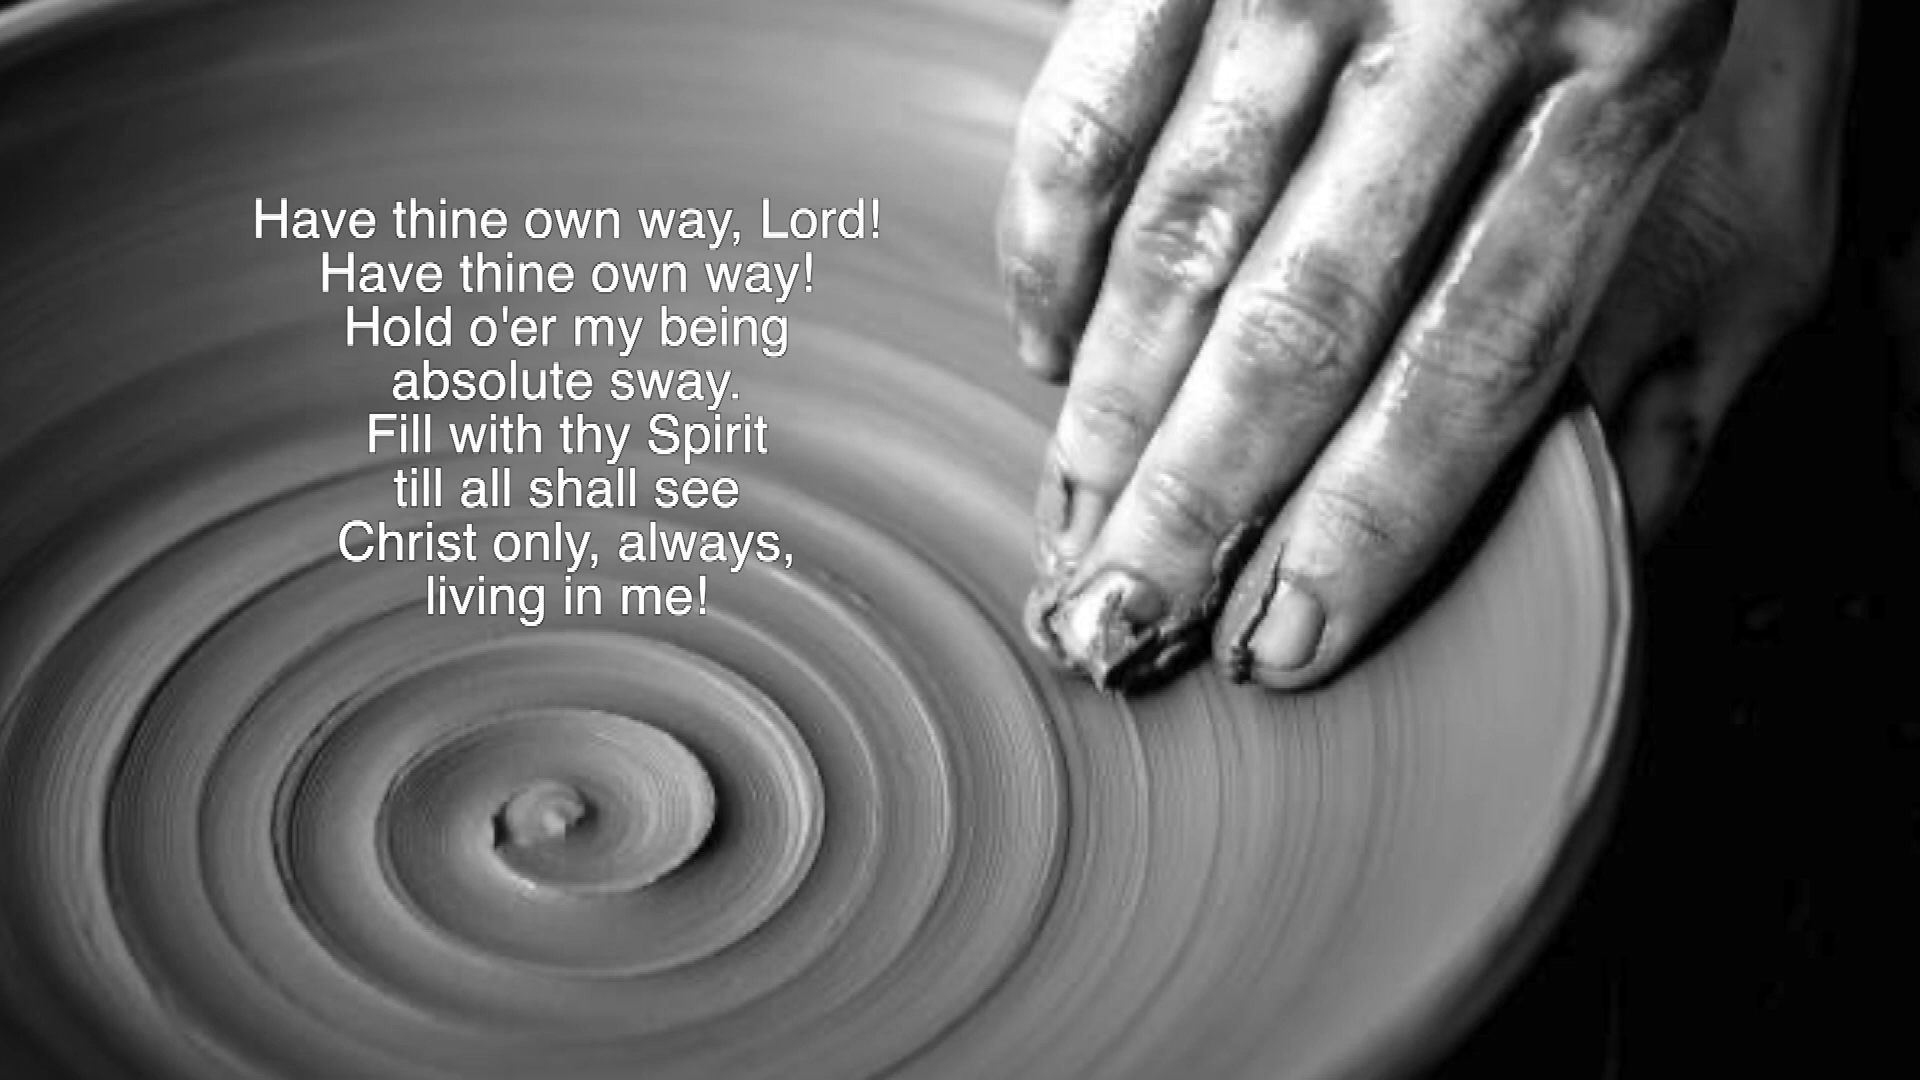 Have thine own way, Lord!
Have thine own way!
Hold o'er my being
absolute sway.
Fill with thy Spirit
till all shall see
Christ only, always,
living in me!